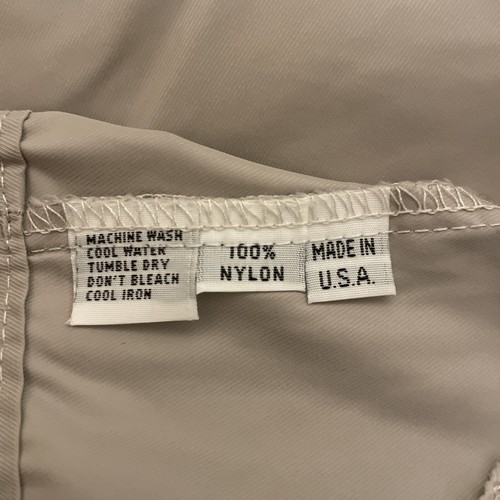 MACHINE WASH
COOL WATER
TUMBLE DRY
DON'T BLEACH
COOL IRON
100%
NYLON
MADE IN
U.S.A.